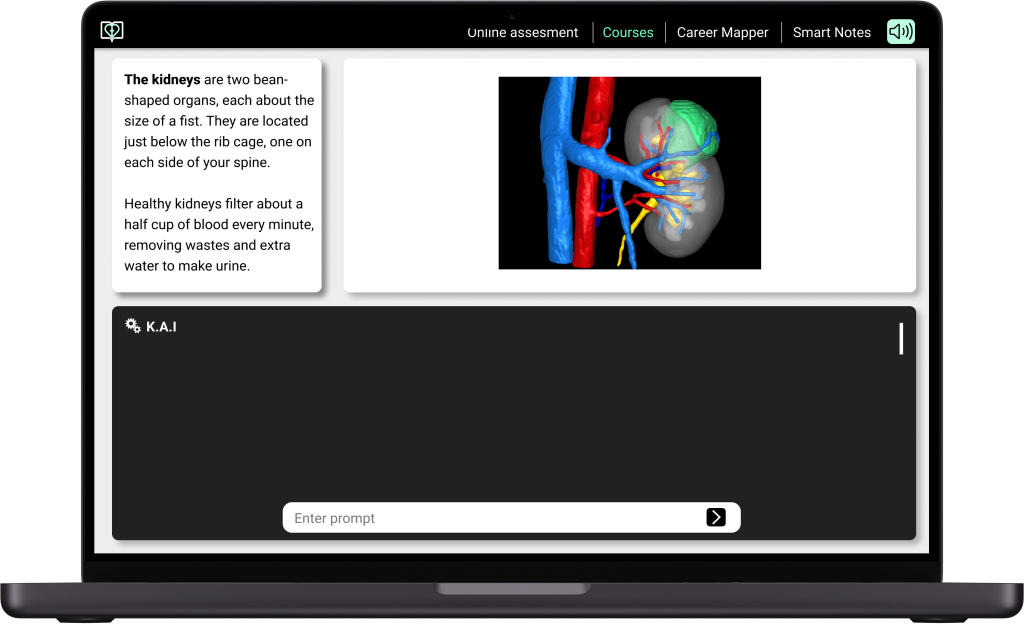 Online assesment
Courses
Career Mapper
Smart Notes
The kidneys are two bean-
shaped organs, each about the
size of a fist. They are located
just below the rib cage, one on
each side of your spine.
Healthy kidneys filter about a
half cup of blood every minute,
removing wastes and extra
water to make urine.
K.A.I
Enter prompt